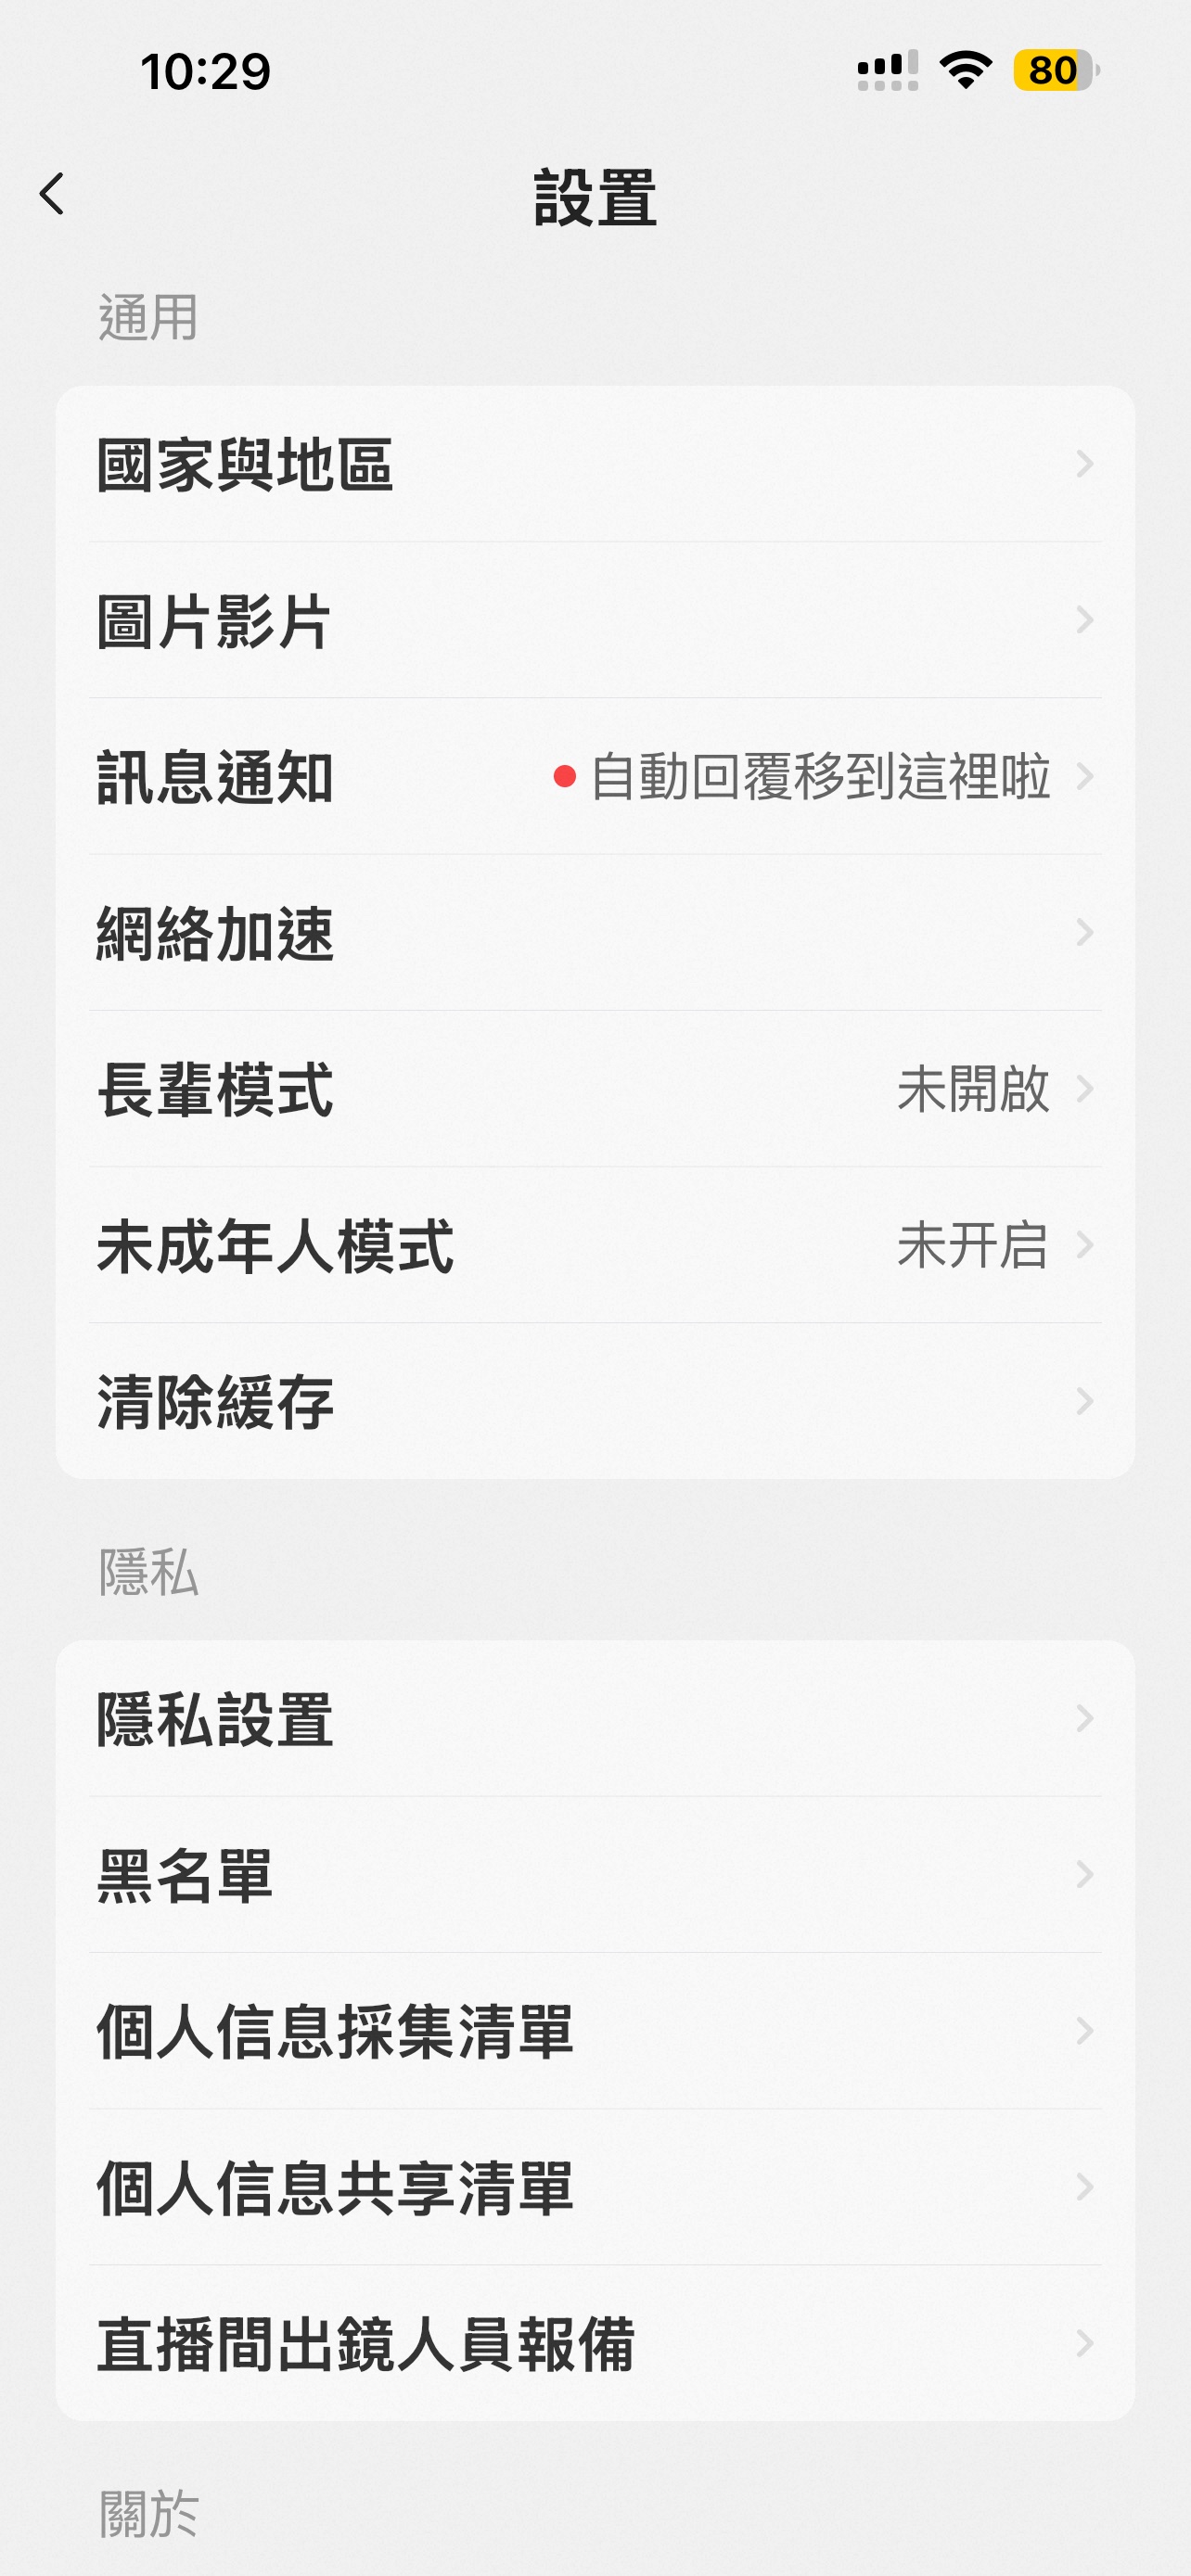 10:29
80
設置
通用
國家與地區
圖片影片
訊息通知
自動回覆移到這裡啦
網絡加速
長輩模式
未開啟
未成年人模式
未开启
清除緩存
隱私
隱私設置
黑名單
個人信息採集清單
個人信息共享清單
直播間出鏡人員報備
關於